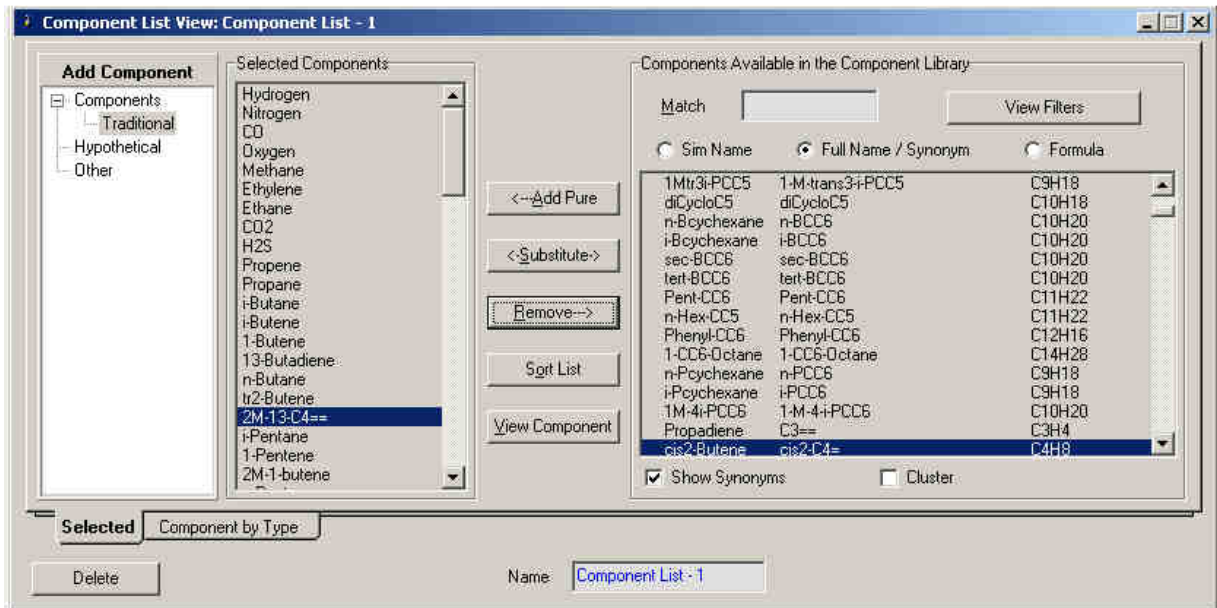 Component List View: Component List - 1
Add Component
Components
Traditional
Hypothetical
Other
Selected Components
Hydrogen
Nitrogen
CO
Oxygen
Methane
Ethylene
Ethane
CO2
H2S
Propene
Propane
i-Butane
i-Butene
1-Butene
13-Butadiene
n-Butane
tr2-Butene
2M-13-C4==
i-Pentane
1-Pentene
2M-1-butene
<---Add Pure
<-Substitute->
Remove--->
Sort List
View Component
Components Available in the Component Library
Match
View Filters
Sim Name Full Name / Synonym Formula
1Mtr3i-PCC5 1-M-trans3-i-PCC5 C9H18
diCycloC5 diCycloC5 C10H18
n-Bcychexane n-BCC6 C10H20
i-Bcychexane i-BCC6 C10H20
sec-BCC6 sec-BCC6 C10H20
tert-BCC6 tert-BCC6 C10H20
Pent-CC6 Pent-CC6 C11H22
n-Hex-CC5 n-Hex-CC5 C11H22
Phenyl-CC6 Phenyl-CC6 C12H16
1-CC6-Octane 1-CC6-Octane C14H28
n-Pcychexane n-PCC6 C9H18
i-Pcychexane i-PCC6 C9H18
1M-4i-PCC6 1-M-4-i-PCC6 C10H20
Propadiene C3== C3H4
cis2-Butene cis2-C4= C4H8
Show Synonyms Cluster
Selected Component by Type
Delete
Name Component List - 1